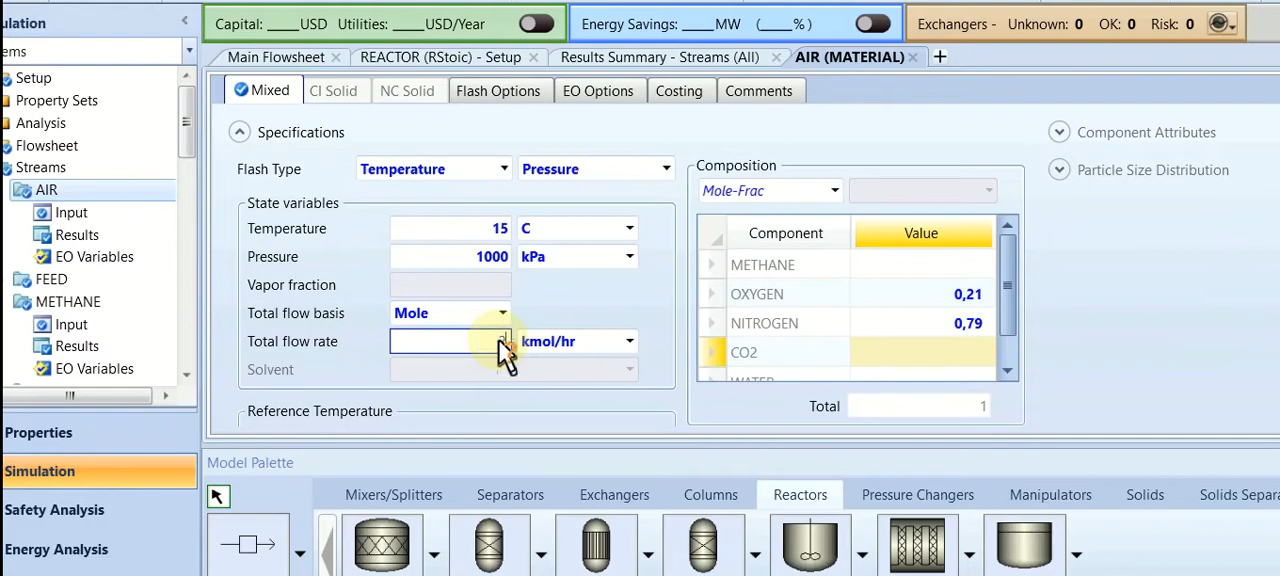 ulation
Capital: ____USD Utilities: ____USD/Year
Energy Savings: ____MW (____%)
Exchangers - Unknown: 0 OK: 0 Risk: 0
ems
Main Flowsheet
REACTOR (RStoic) - Setup
Results Summary - Streams (All)
AIR (MATERIAL)
Setup
Property Sets
Analysis
Flowsheet
Streams
AIR
Input
Results
EO Variables
FEED
METHANE
Input
Results
EO Variables
Properties
Simulation
Safety Analysis
Energy Analysis
Mixed
CI Solid
NC Solid
Flash Options
EO Options
Costing
Comments
Specifications
Flash Type Temperature Pressure
State variables
Temperature 15 C
Pressure 1000 kPa
Vapor fraction
Total flow basis Mole
Total flow rate kmol/hr
Solvent
Reference Temperature
Composition
Mole-Frac
Component Value
METHANE
OXYGEN 0,21
NITROGEN 0,79
CO2
WATER
Total 1
Component Attributes
Particle Size Distribution
Model Palette
Mixers/Splitters
Separators
Exchangers
Columns
Reactors
Pressure Changers
Manipulators
Solids
Solids Separa